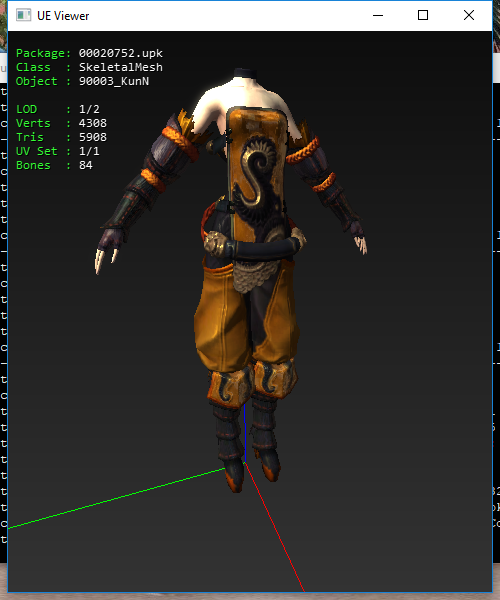 UE Viewer
Package: 00020752.upk
Class : SkeletalMesh
Object : 90003_KunN
LOD : 1/2
Verts : 4308
Tris : 5908
UV Set : 1/1
Bones : 84